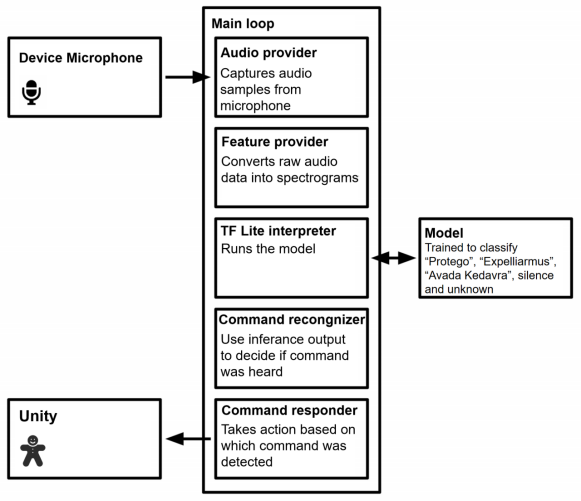 Main loop
Device Microphone
Audio provider
Captures audio
samples from
microphone
Feature provider
Converts raw audio
data into spectrograms
TF Lite interpreter
Runs the model
Model
Trained to classify
“Protego”, “Expelliarmus”,
“Avada Kedavra”, silence
and unknown
Command recongnizer
Use inferance output
to decide if command
was heard
Command responder
Takes action based on
which command was
detected
Unity